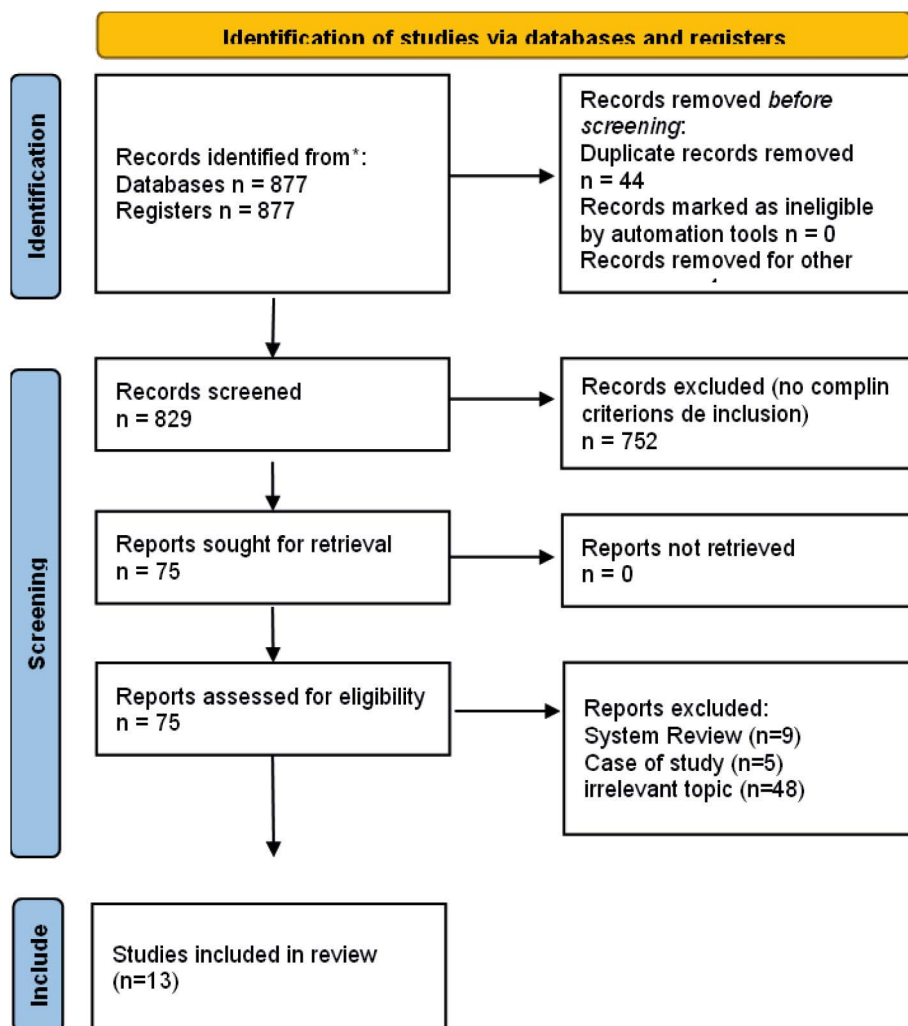 Identification of studies via databases and registers
Identification
Records identified from*:
Databases n = 877
Registers n = 877
Records removed before
screening:
Duplicate records removed
n = 44
Records marked as ineligible
by automation tools n = 0
Records removed for other
Screening
Records screened
n = 829
Records excluded (no complin
criterions de inclusion)
n = 752
Reports sought for retrieval
n = 75
Reports not retrieved
n = 0
Reports assessed for eligibility
n = 75
Reports excluded:
System Review (n=9)
Case of study (n=5)
irrelevant topic (n=48)
Include
Studies included in review
(n=13)